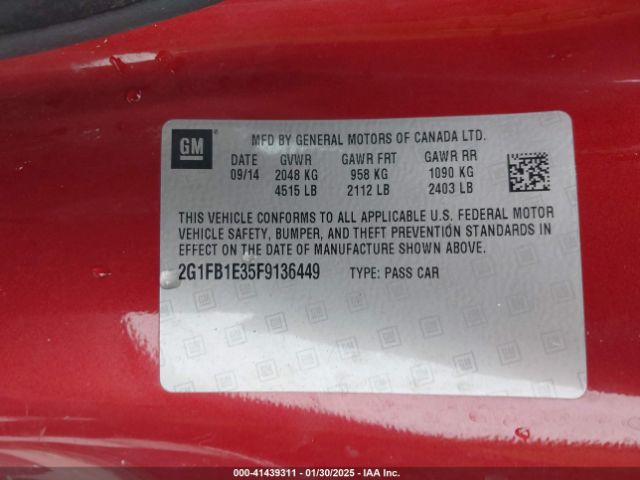 GM
MFD BY GENERAL MOTORS OF CANADA LTD.
DATE GVWR GAWR FRT GAWR RR
09/14 2048 KG 958 KG 1090 KG
4515 LB 2112 LB 2403 LB
THIS VEHICLE CONFORMS TO ALL APPLICABLE U.S. FEDERAL MOTOR
VEHICLE SAFETY, BUMPER, AND THEFT PREVENTION STANDARDS IN
EFFECT ON THE DATE OF MANUFACTURE SHOWN ABOVE.
2G1FB1E35F9136449 TYPE: PASS CAR
000-41439311 - 01/30/2025 - IAA Inc.